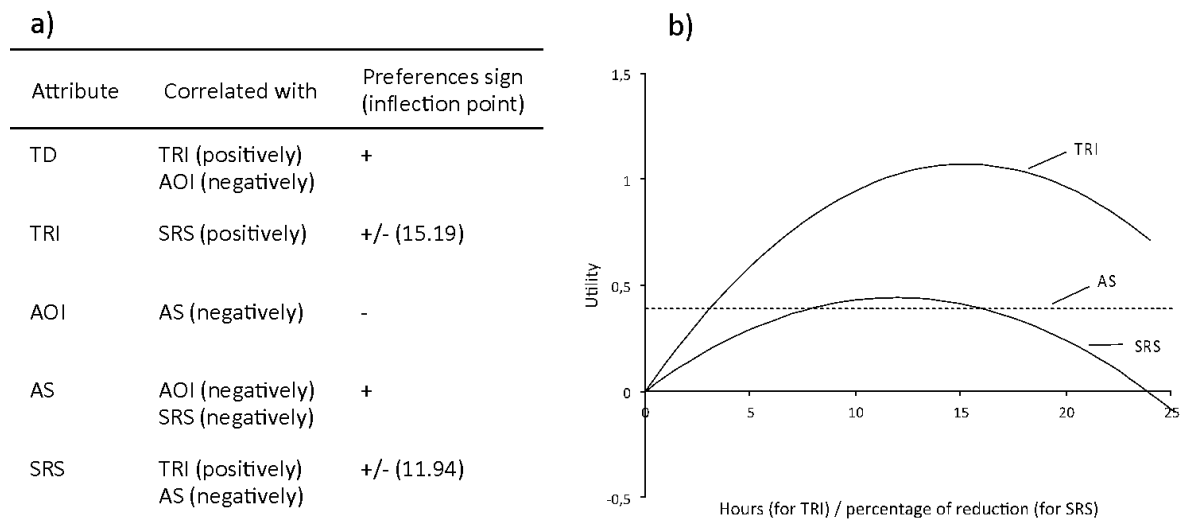 a)
Attribute Correlated with Preferences sign
(inflection point)
TD TRI (positively) +
AOI (negatively)
TRI SRS (positively) +/- (15.19)
AOI AS (negatively) -
AS AOI (negatively) +
SRS (negatively)
SRS TRI (positively) +/- (11.94)
AS (negatively)
b)
1,5
1
0,5
0
-0,5
Utility
TRI
AS
SRS
0 5 10 15 20 25
Hours (for TRI) / percentage of reduction (for SRS)